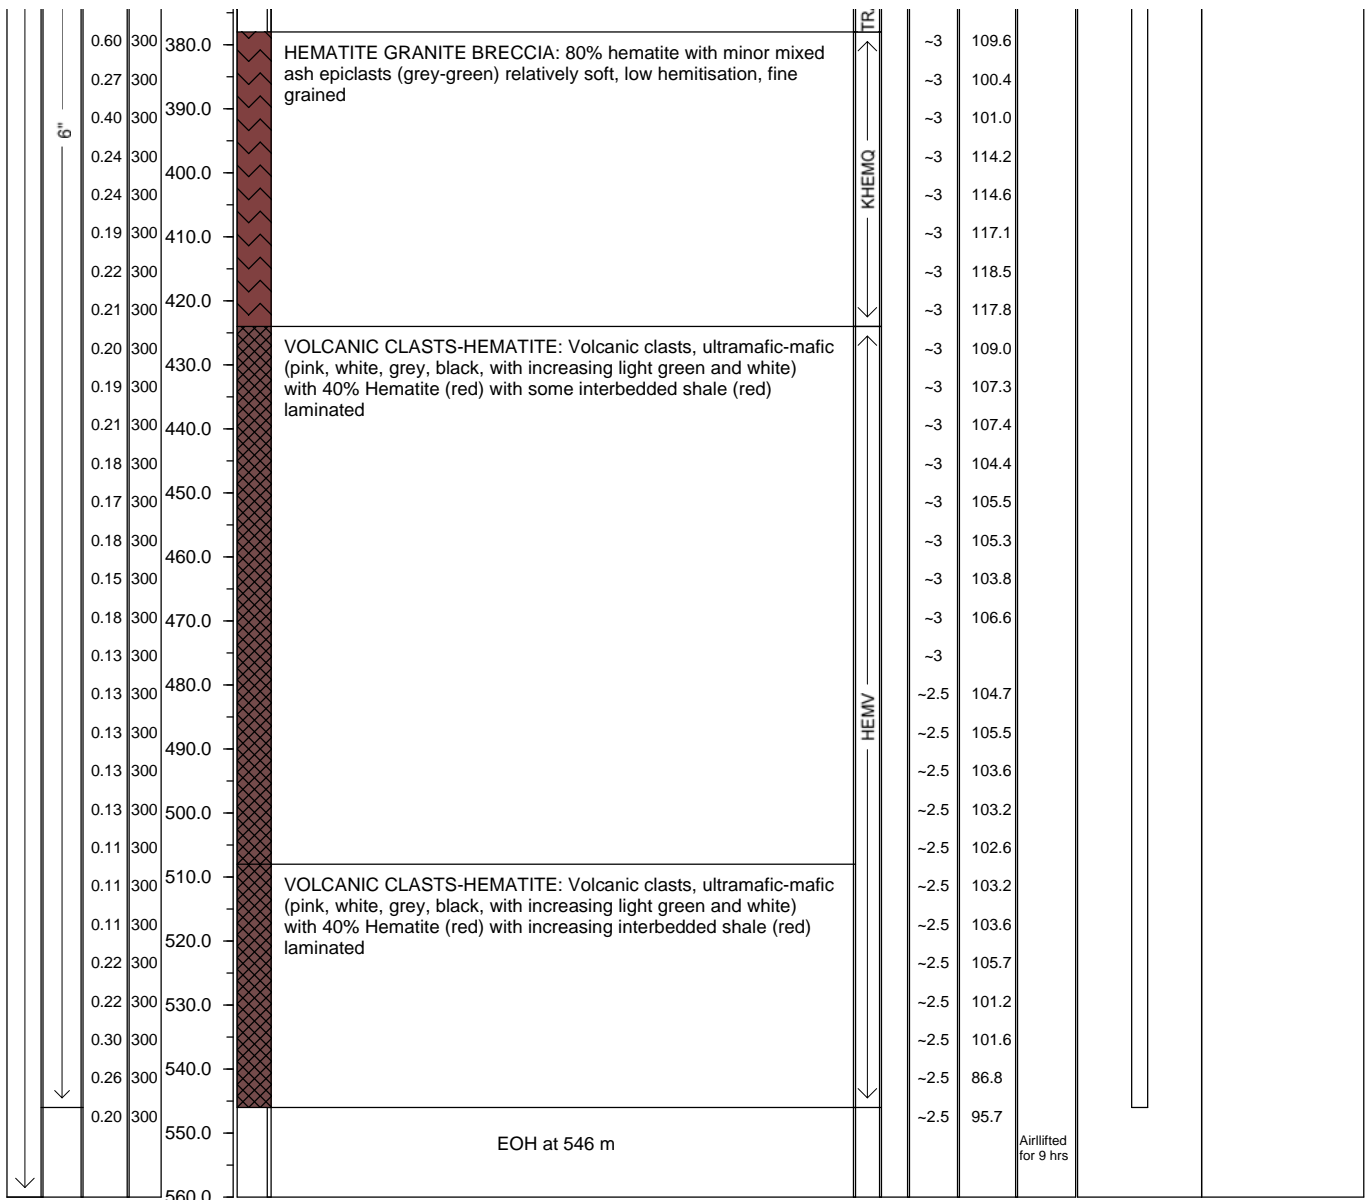 TRA
0.60 300 380.0 ~3 109.6
HEMATITE GRANITE BRECCIA: 80% hematite with minor mixed
ash epiclasts (grey-green) relatively soft, low hemitisation, fine
grained
0.27 300 ~3 100.4
0.40 300 390.0 ~3 101.0
6"
0.24 300 400.0 ~3 114.2
KHEMQ
0.24 300 ~3 114.6
0.19 300 410.0 ~3 117.1
0.22 300 ~3 118.5
0.21 300 420.0 ~3 117.8
VOLCANIC CLASTS-HEMATITE: Volcanic clasts, ultramafic-mafic
(pink, white, grey, black, with increasing light green and white)
with 40% Hematite (red) with some interbedded shale (red)
laminated
0.20 300 430.0 ~3 109.0
0.19 300 ~3 107.3
0.21 300 440.0 ~3 107.4
0.18 300 ~3 104.4
0.17 300 450.0 ~3 105.5
0.18 300 460.0 ~3 105.3
0.15 300 ~3 103.8
0.18 300 470.0 ~3 106.6
0.13 300 ~3
0.13 300 480.0 ~2.5 104.7
HEMV
0.13 300 490.0 ~2.5 105.5
0.13 300 ~2.5 103.6
0.13 300 500.0 ~2.5 103.2
0.11 300 ~2.5 102.6
0.11 300 510.0 ~2.5 103.2
VOLCANIC CLASTS-HEMATITE: Volcanic clasts, ultramafic-mafic
(pink, white, grey, black, with increasing light green and white)
with 40% Hematite (red) with increasing interbedded shale (red)
laminated
0.11 300 520.0 ~2.5 103.6
0.22 300 ~2.5 105.7
0.22 300 530.0 ~2.5 101.2
0.30 300 ~2.5 101.6
0.26 300 540.0 ~2.5 86.8
0.20 300 550.0 ~2.5 95.7
EOH at 546 m
Airllifted
for 9 hrs
560.0